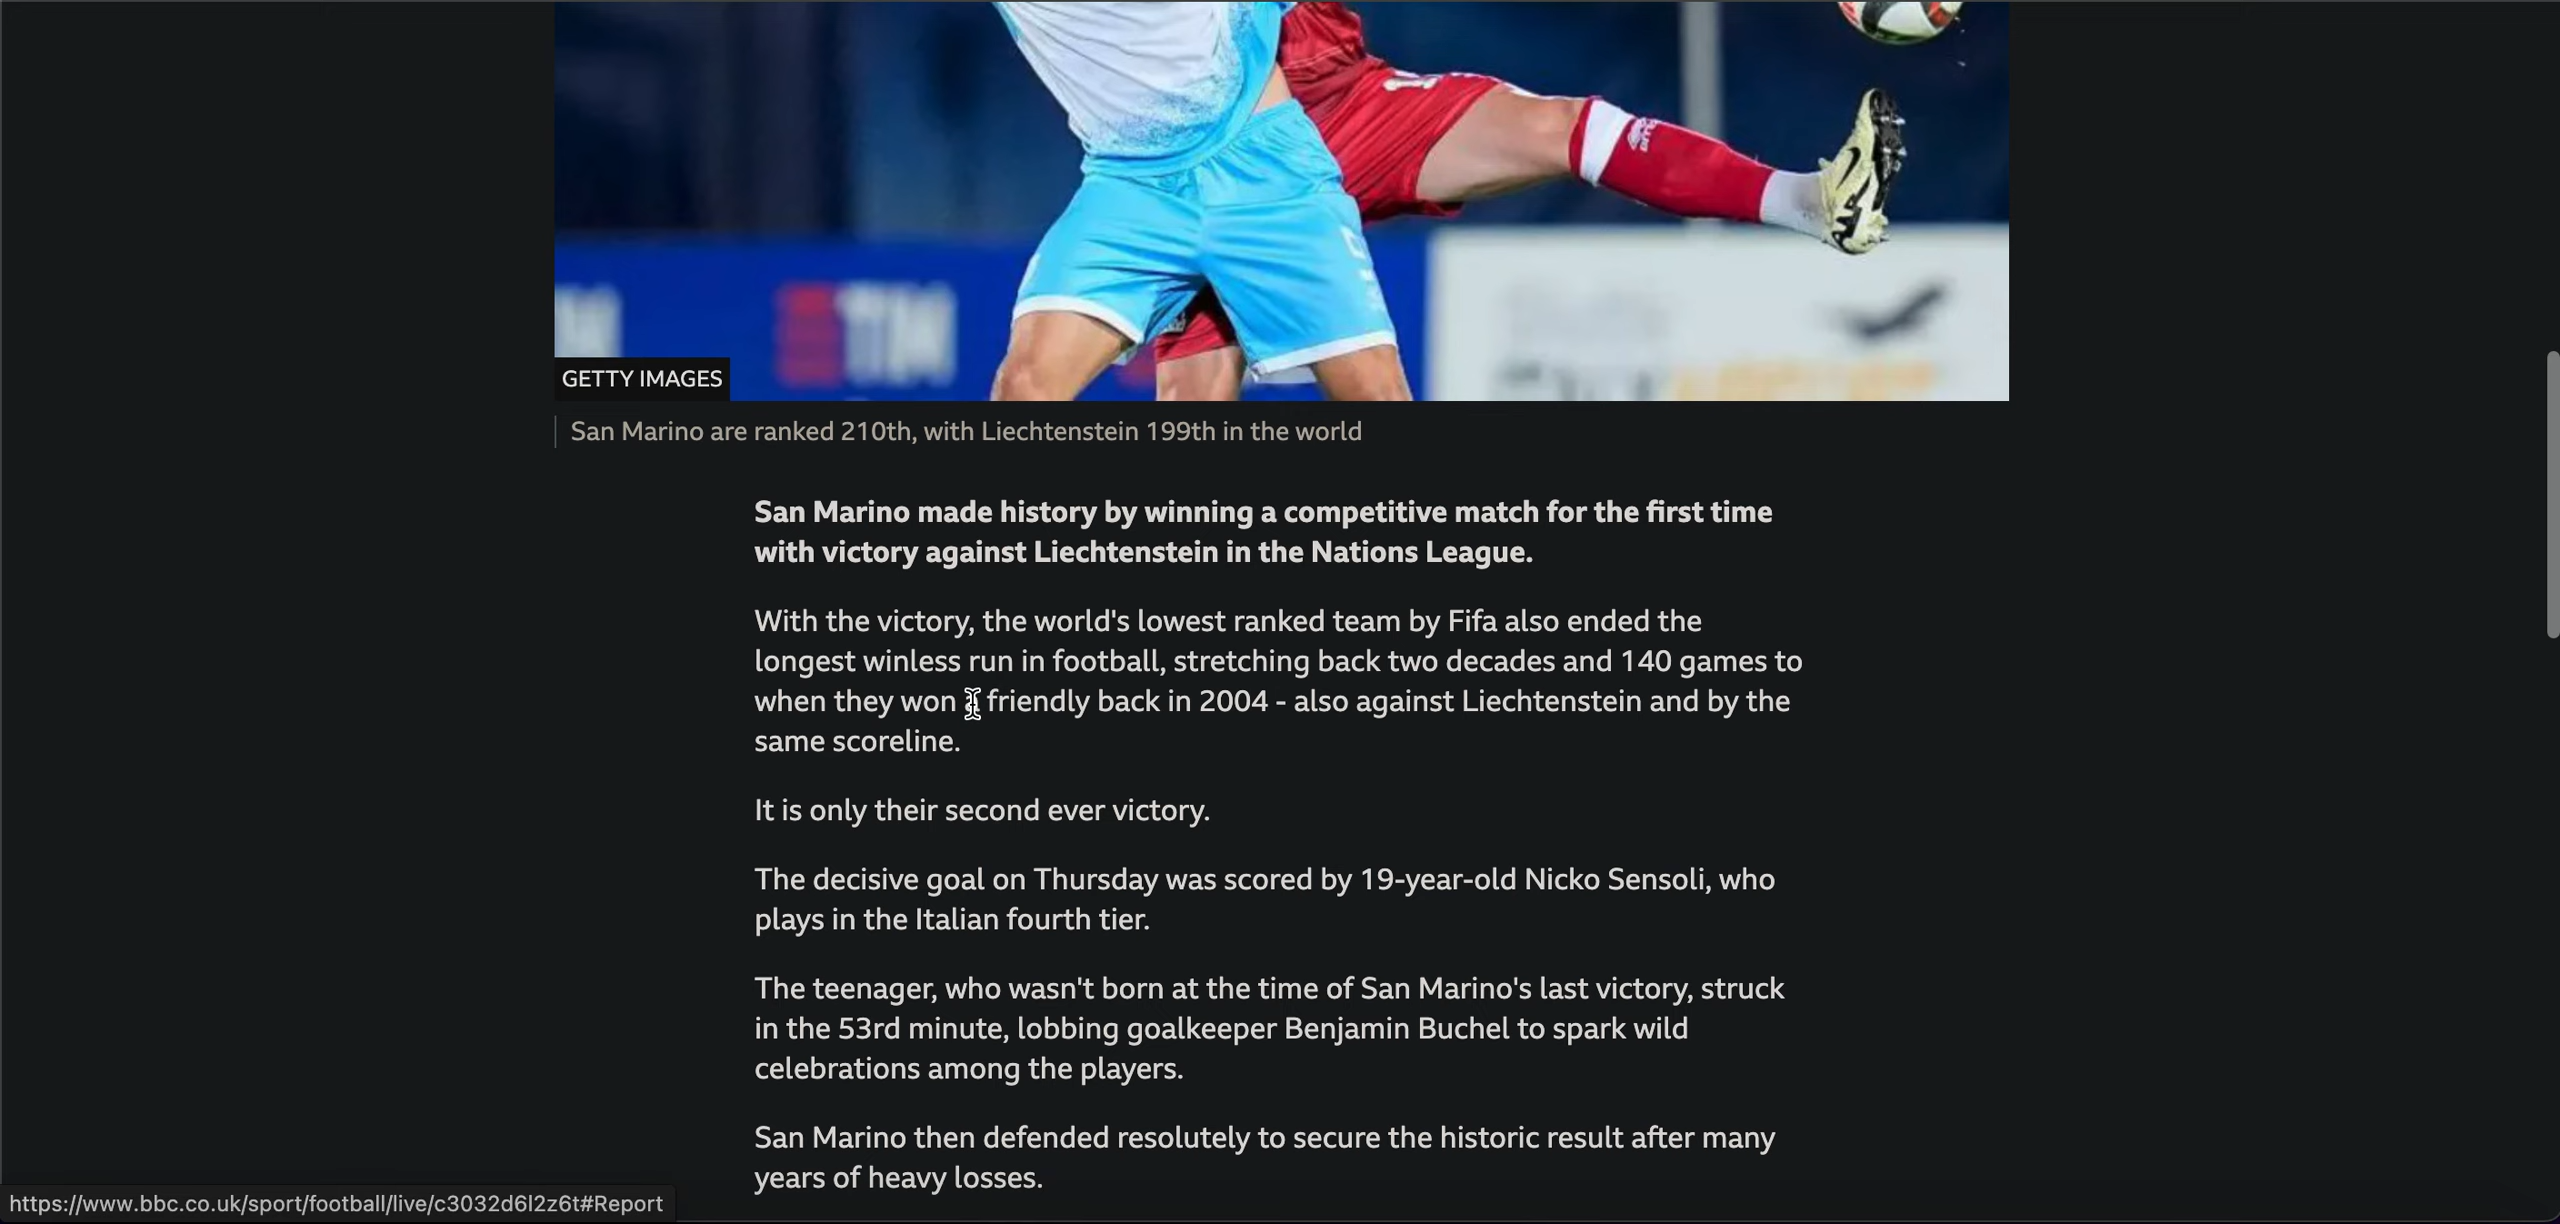 TIM
GETTY IMAGES
San Marino are ranked 210th, with Liechtenstein 199th in the world
San Marino made history by winning a competitive match for the first time
with victory against Liechtenstein in the Nations League.
With the victory, the world's lowest ranked team by Fifa also ended the
longest winless run in football, stretching back two decades and 140 games to
when they won a friendly back in 2004 - also against Liechtenstein and by the
same scoreline.
It is only their second ever victory.
The decisive goal on Thursday was scored by 19-year-old Nicko Sensoli, who
plays in the Italian fourth tier.
The teenager, who wasn't born at the time of San Marino's last victory, struck
in the 53rd minute, lobbing goalkeeper Benjamin Buchel to spark wild
celebrations among the players.
San Marino then defended resolutely to secure the historic result after many
years of heavy losses.
https://www.bbc.co.uk/sport/football/live/c3032d6l2z6t#Report